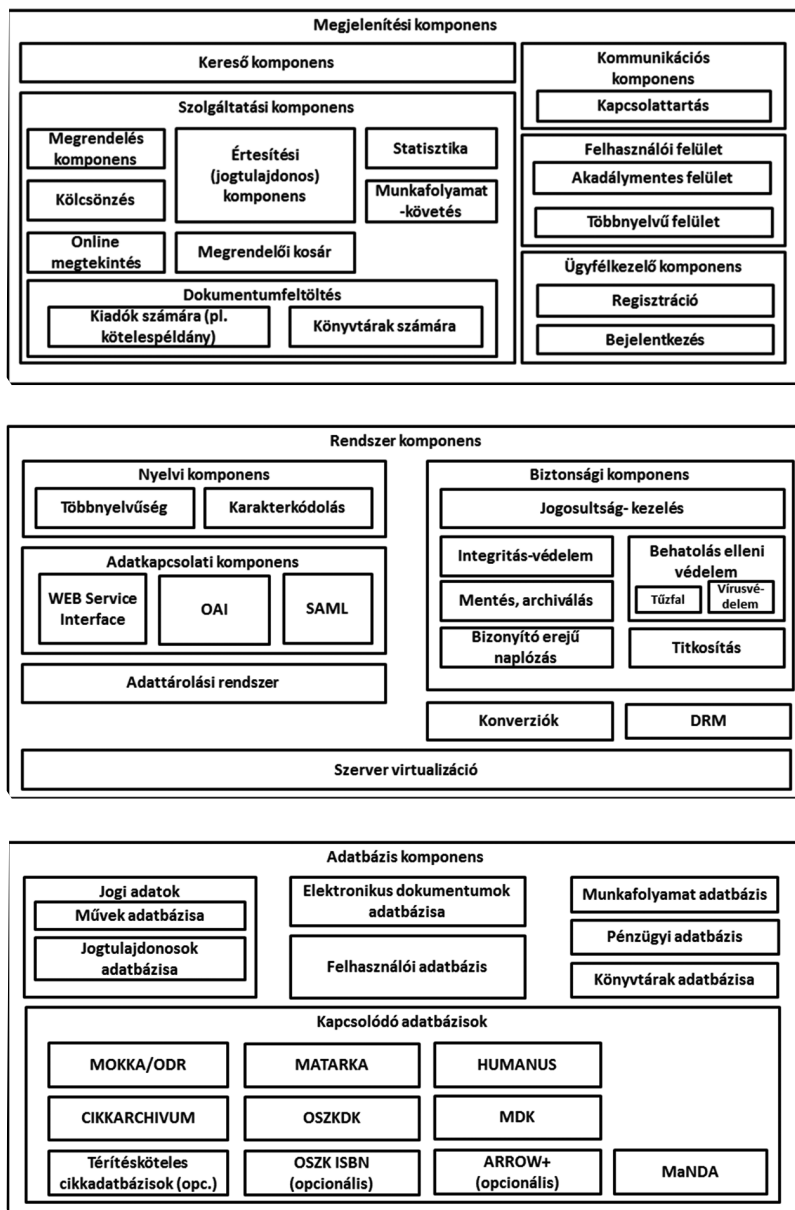 Megjelenítési komponens
Kereső komponens
Szolgáltatási komponens
Megrendelés
komponens
Értesítési
(jogtulajdonos)
komponens
Statisztika
Kölcsönzés
Munkafolyamat
-követés
Online
megtekintés
Megrendelői kosár
Dokumentumfeltöltés
Kiadók számára (pl.
kötelespéldány)
Könyvtárak számára
Kommunikációs
komponens
Kapcsolattartás
Felhasználói felület
Akadálymentes felület
Többnyelvű felület
Ügyfélkezelő komponens
Regisztráció
Bejelentkezés
Rendszer komponens
Nyelvi komponens
Többnyelvűség
Karakterkódolás
Adatkapcsolati komponens
WEB Service
Interface
OAI
SAML
Adattárolási rendszer
Biztonsági komponens
Jogosultság- kezelés
Integritás-védelem
Mentés, archiválás
Bizonyító erejű
naplózás
Behatolás elleni
védelem
Tűzfal
Vírusvé-
delem
Titkosítás
Konverziók
DRM
Szerver virtualizáció
Adatbázis komponens
Jogi adatok
Művek adatbázisa
Jogtulajdonosok
adatbázisa
Elektronikus dokumentumok
adatbázisa
Felhasználói adatbázis
Munkafolyamat adatbázis
Pénzügyi adatbázis
Könyvtárak adatbázisa
Kapcsolódó adatbázisok
MOKKA/ODR
MATARKA
HUMANUS
CIKKARCHIVUM
OSZKDK
MDK
Térítésköteles
cikkadatbázisok (opc.)
OSZK ISBN
(opcionális)
ARROW+
(opcionális)
MaNDA